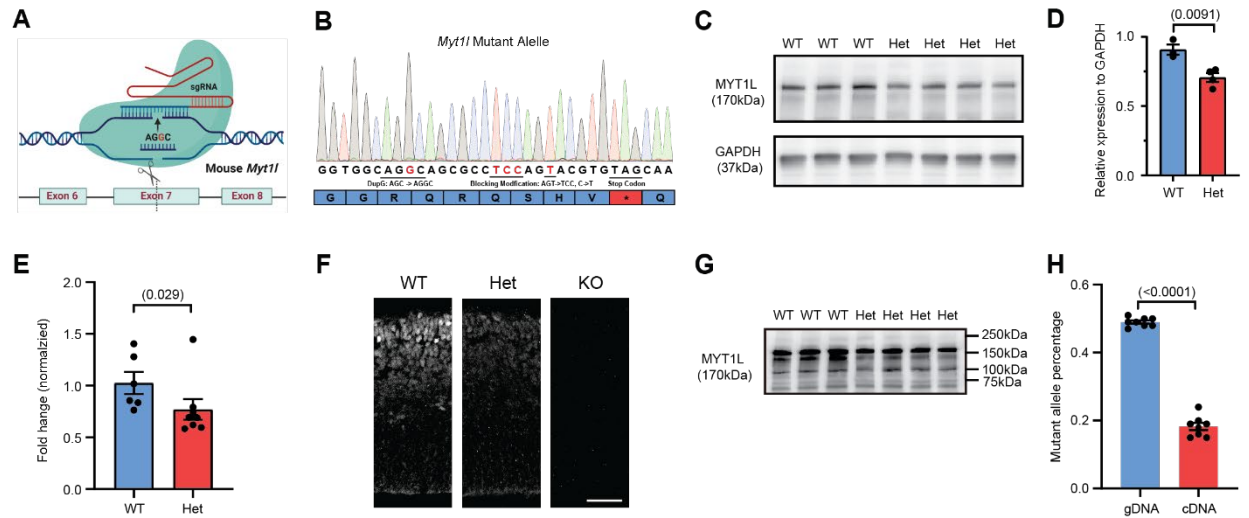 A
sgRNA
AGGC
Mouse Myt1l
Exon 6
Exon 7
Exon 8
B
Myt1l Mutant Alelle
GGTGGCAGGCAGCGCCTCCAGTTACGTGTAGCAA
DupG: AGC -> AGGC
Blocking Modfication: AGT->TCC, C->T
Stop Codon
G G R Q R Q S H V * Q
C
WT WT WT Het Het Het Het
MYT1L
(170kDa)
GAPDH
(37kDa)
D
(0.0091)
Relative xpression to GAPDH
1.0
0.5
0.0
WT Het
E
(0.029)
Fold hange (normalzied)
2.0
1.5
1.0
0.5
0.0
WT Het
F
WT Het KO
G
WT WT WT Het Het Het Het
MYT1L
(170kDa)
250kDa
150kDa
100kDa
75kDa
H
(<0.0001)
Mutant allele percentage
0.6
0.4
0.2
0.0
gDNA cDNA